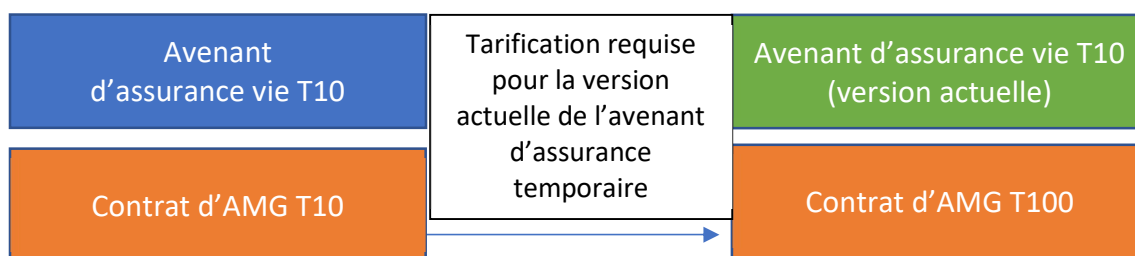 Avenant
d’assurance vie T10
Contrat d’AMG T10
Tarification requise
pour la version
actuelle de l’avenant
d’assurance
temporaire
Avenant d’assurance vie T10
(version actuelle)
Contrat d’AMG T100